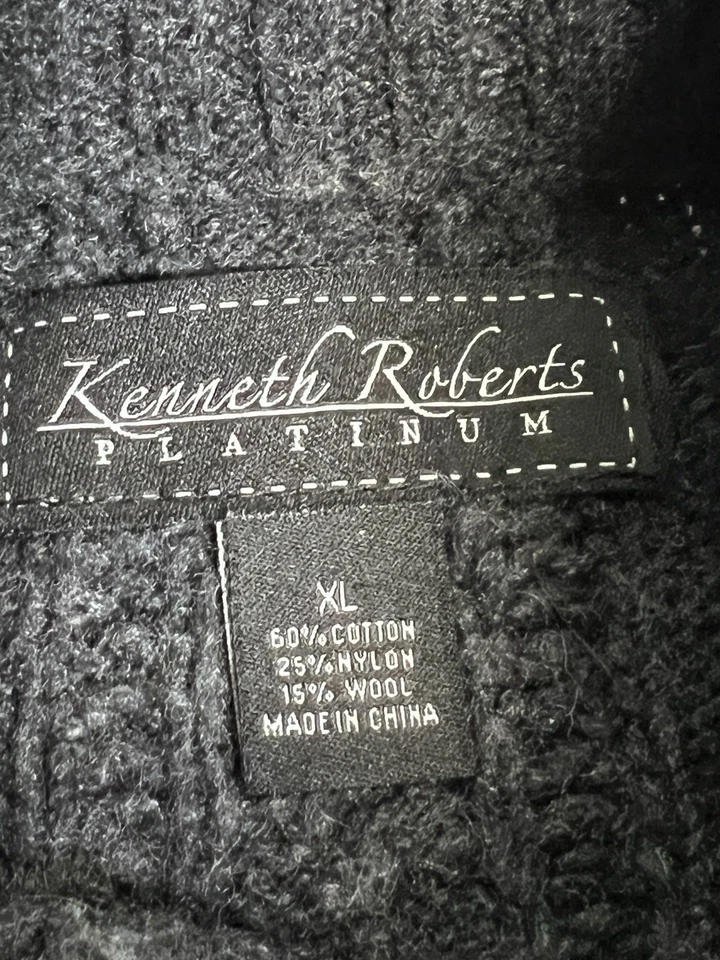 Kenneth Roberts
PLATINUM
XL
60% COTTON
25% NYLON
15% WOOL
MADE IN CHINA